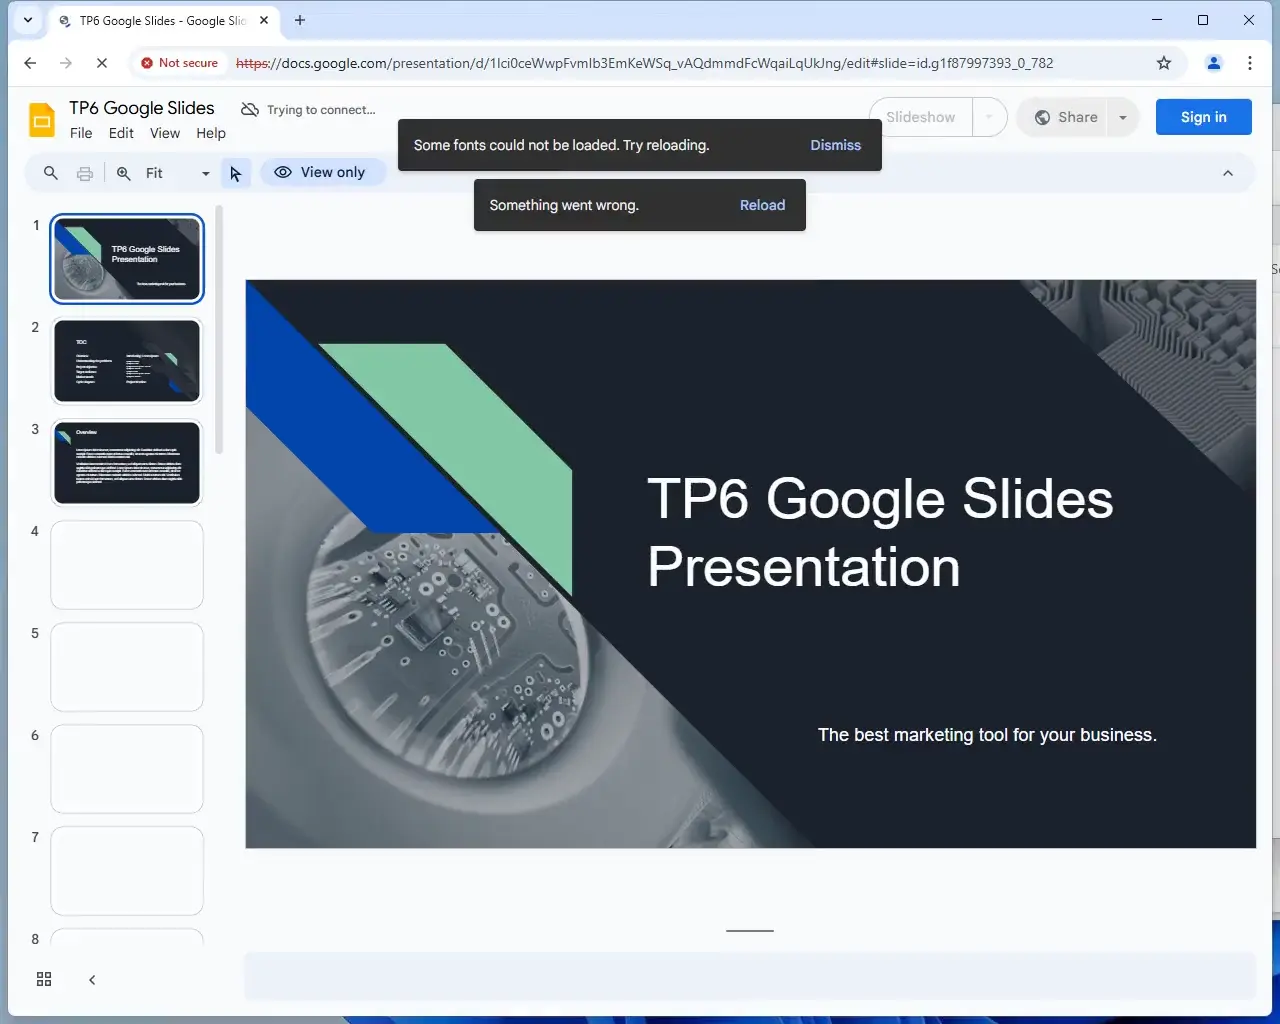 TP6 Google Slides - Google Slid
Not secure
https://docs.google.com/presentation/d/1Ici0ceWwpFvmIb3EmKeWSq_vAQdmmdFcWqaiLqUkJng/edit#slide=id.g1f87997393_0_782
TP6 Google Slides
Trying to connect...
File Edit View Help
Slideshow
Share
Sign in
Some fonts could not be loaded. Try reloading.
Dismiss
Fit
View only
Something went wrong.
Reload
1
TP6 Google Slides
Presentation
2
TOC
3
Overview
4
5
6
7
8
TP6 Google Slides
Presentation
The best marketing tool for your business.